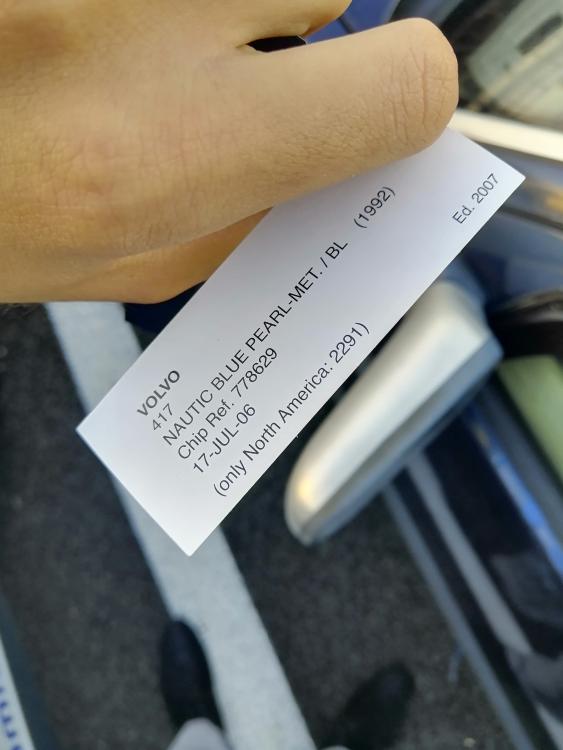 VOLVO
417
NAUTIC BLUE PEARL-MET. / BL (1992)
Chip Ref. 778629
17-JUL-06
(only North America: 2291)
Ed. 2007